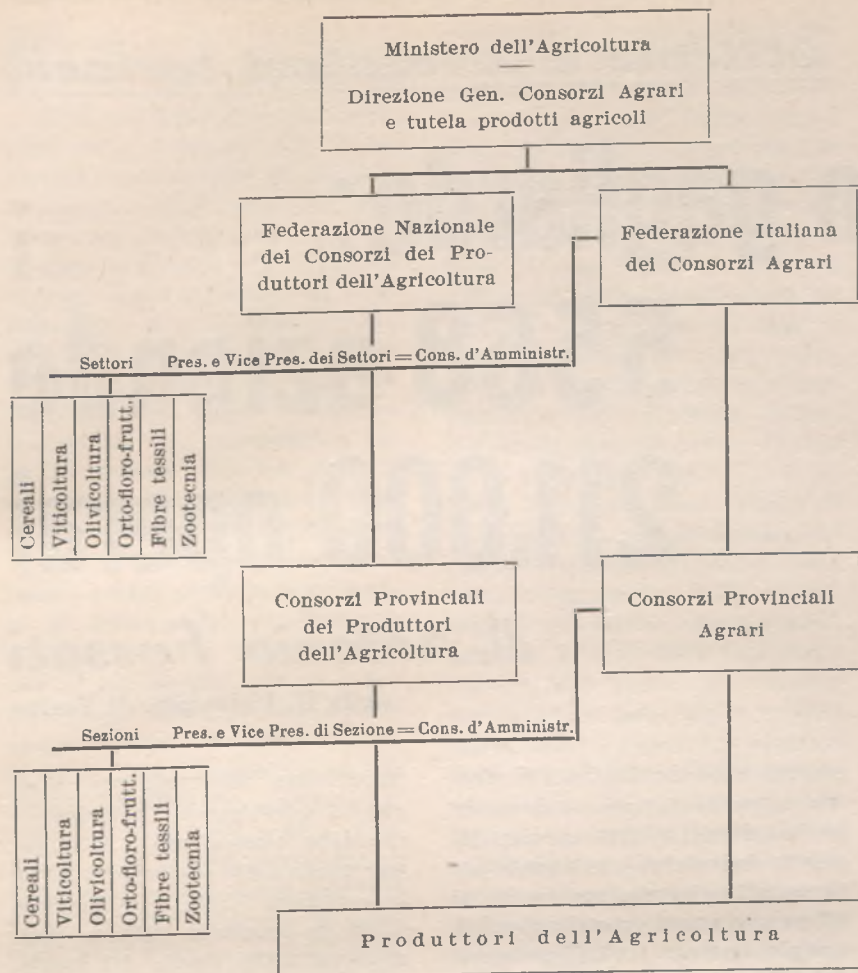 Ministero dell'Agricoltura
Direzione Gen. Consorzi Agrari
e tutela prodotti agricoli
Federazione Nazionale
dei Consorzi dei Pro-
duttori dell'Agricoltura
Federazione Italiana
dei Consorzi Agrari
Settori Pres. e Vice Pres. dei Settori = Cons. d'Amministr.
Cereali
Viticoltura
Olivicoltura
Orto-floro-frutt.
Fibre tessili
Zootecnia
Consorzi Provinciali
dei Produttori
dell'Agricoltura
Consorzi Provinciali
Agrari
Sezioni Pres. e Vice Pres. di Sezione = Cons. d'Amministr.
Cereali
Viticoltura
Olivicoltura
Orto-floro-frutt.
Fibre tessili
Zootecnia
Produttori dell'Agricoltura